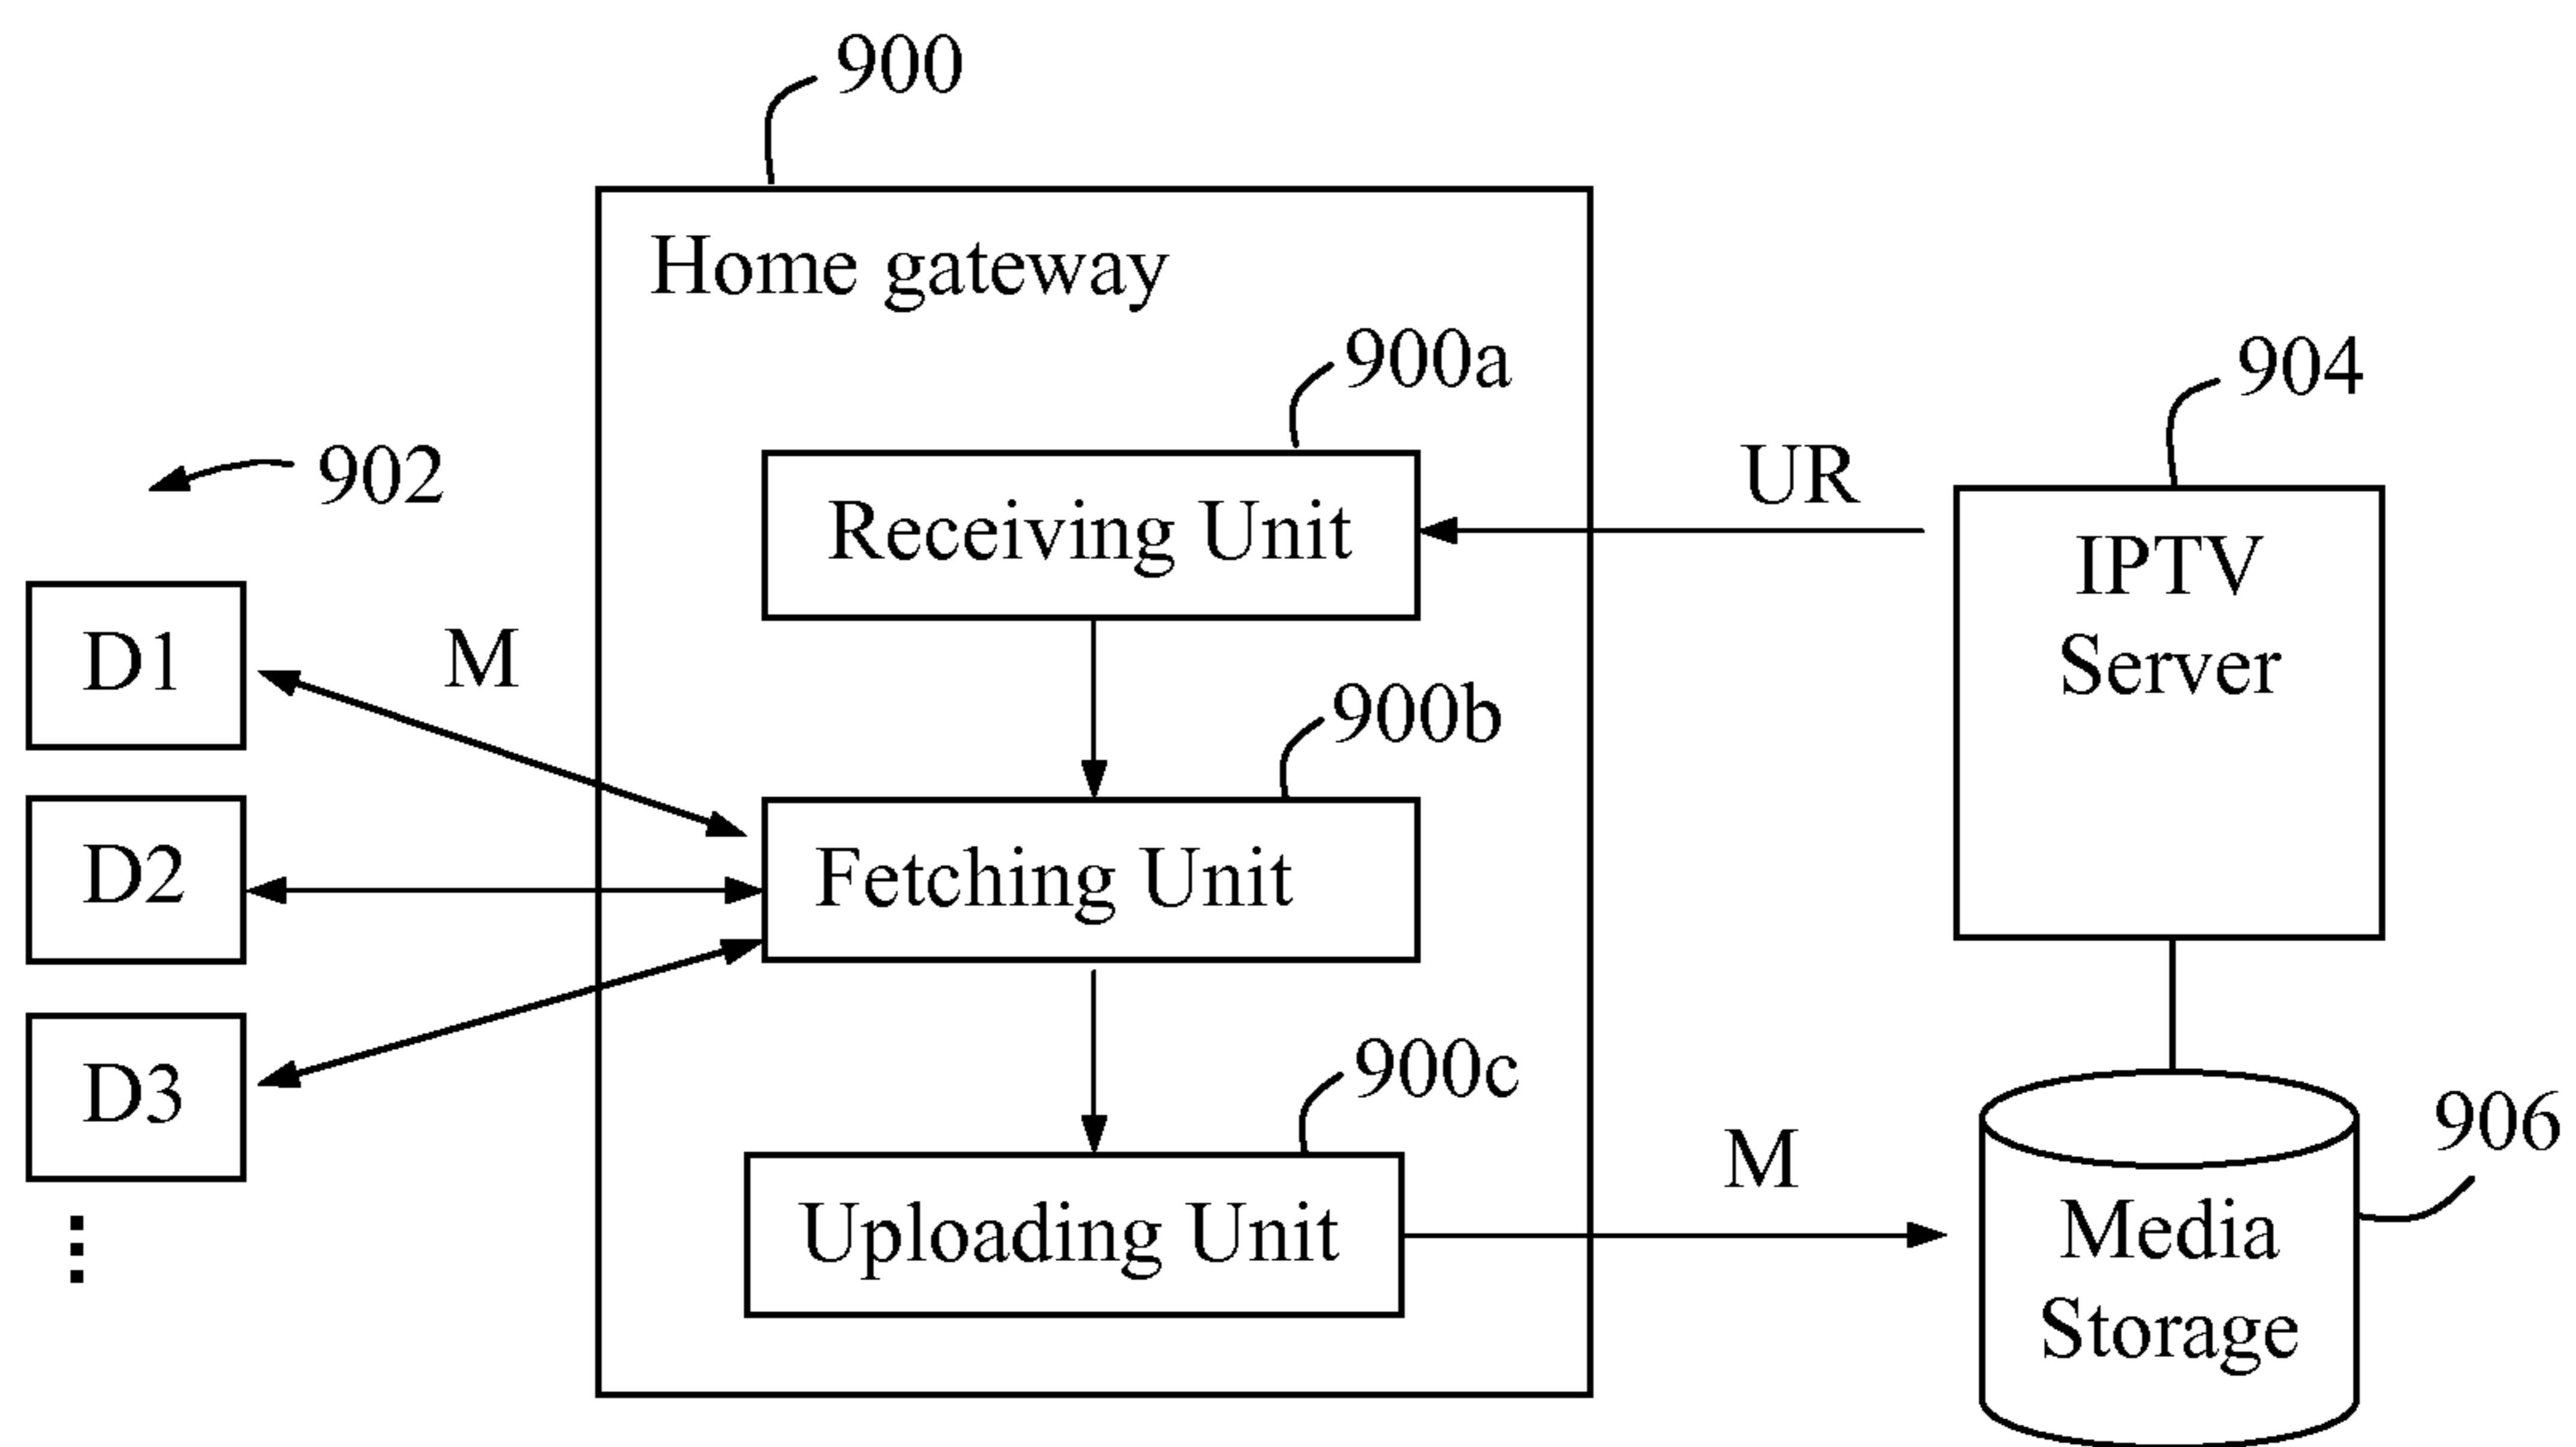 900
Home gateway
900a
904
902
UR
Receiving Unit
IPTV
Server
D1
M
900b
D2
Fetching Unit
900c
D3
906
M
Uploading Unit
Media
Storage